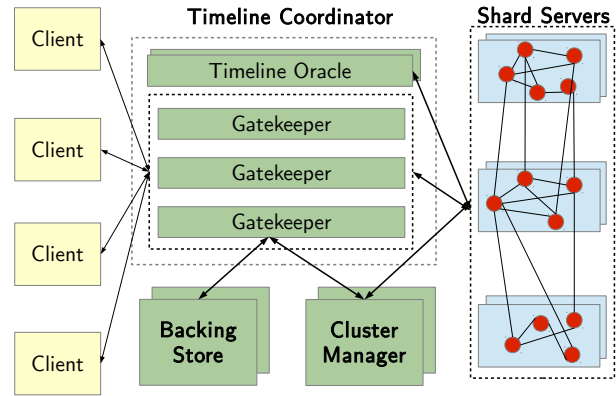 Timeline Coordinator
Shard Servers
Client
Client
Client
Client
Timeline Oracle
Gatekeeper
Gatekeeper
Gatekeeper
Backing
Store
Cluster
Manager